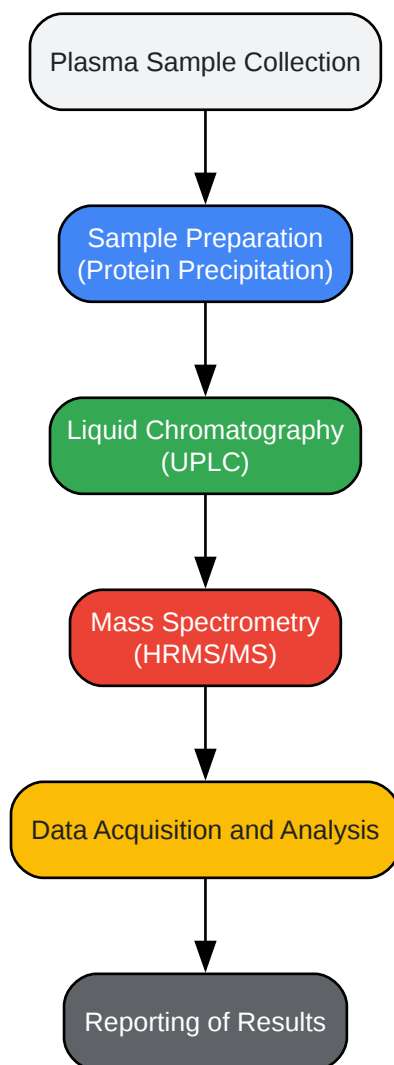 Plasma Sample Collection
Sample Preparation
(Protein Precipitation)
Liquid Chromatography
(UPLC)
Mass Spectrometry
(HRMS/MS)
Data Acquisition and Analysis
Reporting of Results